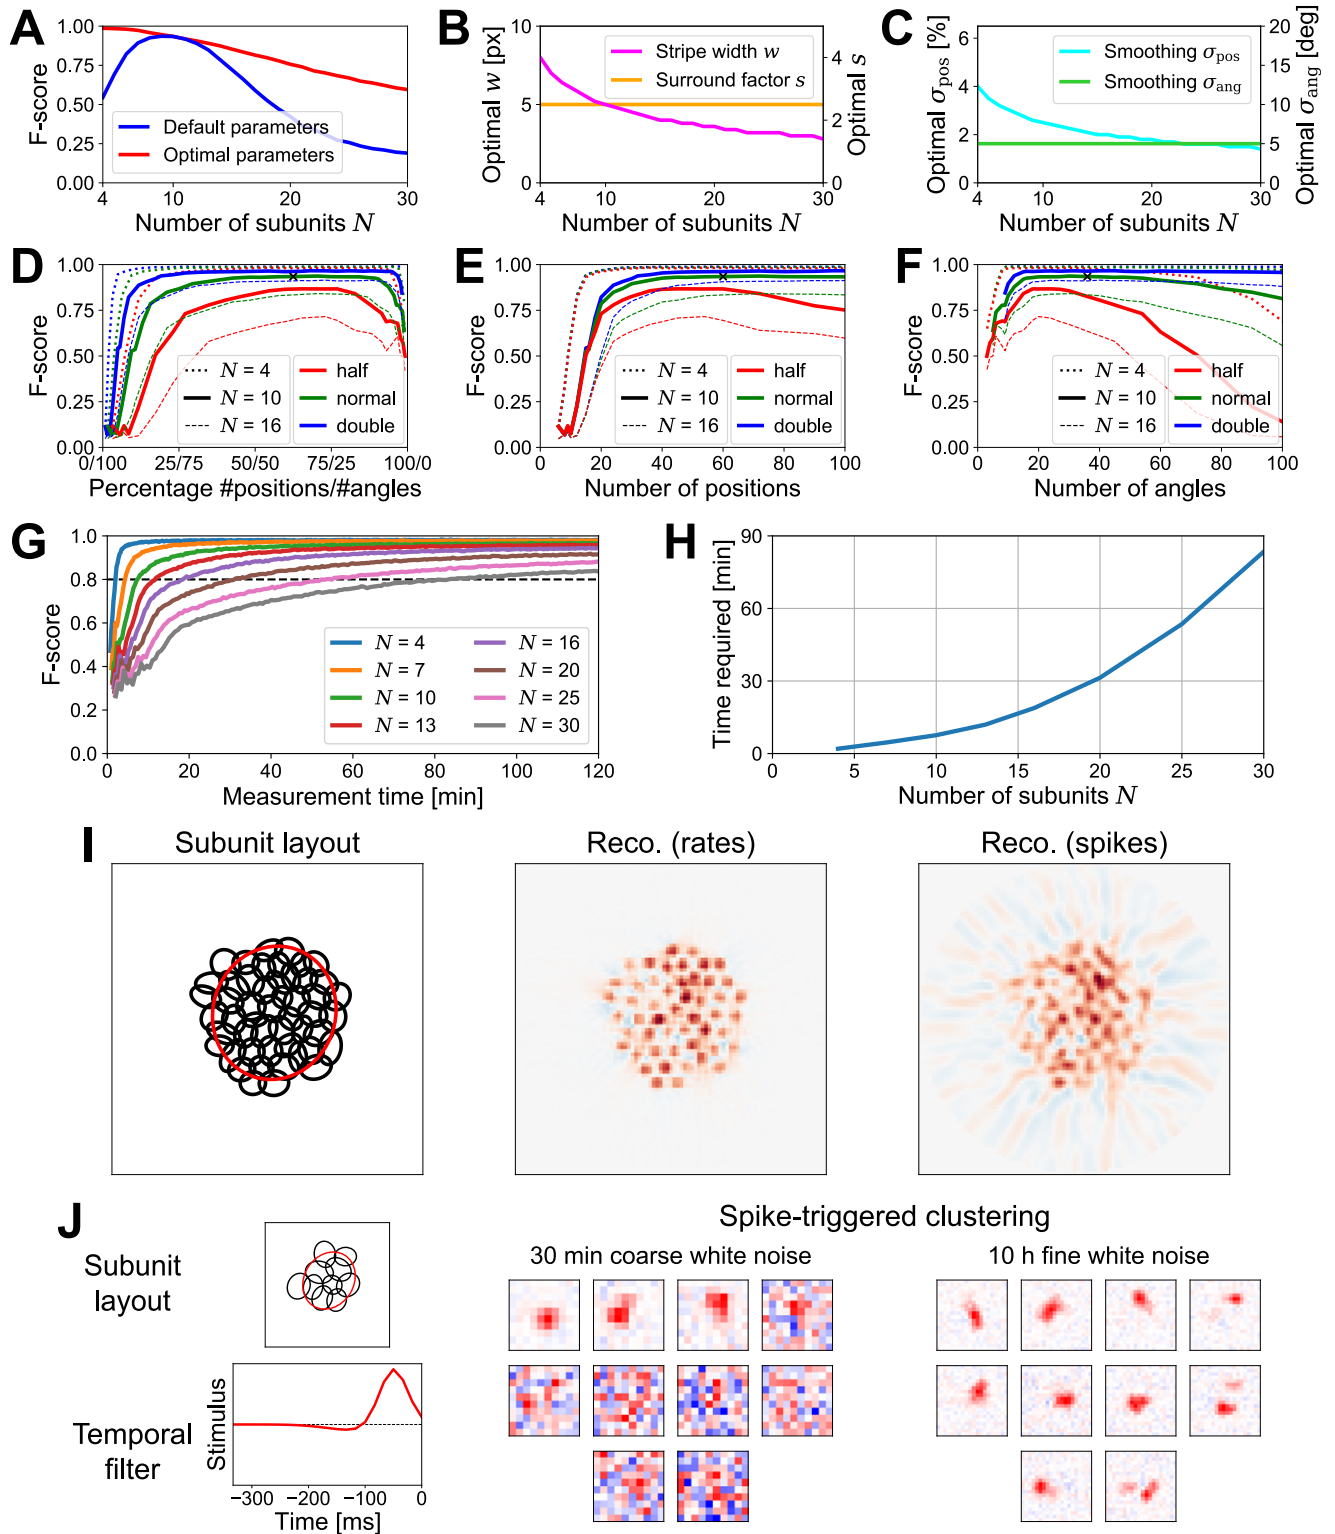 A
F-score
1.00
0.75
0.50
0.25
0.00
Default parameters
Optimal parameters
4
10
20
30
Number of subunits N
B
Optimal w [px]
10
5
0
Stripe width w
Surround factor s
4
2
0
Optimal s
4
10
20
30
Number of subunits N
C
Optimal σpos [%]
6
4
2
0
Smoothing σpos
Smoothing σang
20
15
10
5
0
Optimal σang [deg]
4
10
20
30
Number of subunits N
D
F-score
1.00
0.75
0.50
0.25
0.00
N = 4
N = 10
N = 16
half
normal
double
0/100
25/75
50/50
75/25
100/0
Percentage #positions/#angles
E
F-score
1.00
0.75
0.50
0.25
0.00
N = 4
N = 10
N = 16
half
normal
double
0
20
40
60
80
100
Number of positions
F
F-score
1.00
0.75
0.50
0.25
0.00
N = 4
N = 10
N = 16
half
normal
double
0
20
40
60
80
100
Number of angles
G
F-score
1.0
0.8
0.6
0.4
0.2
0.0
N = 4
N = 7
N = 10
N = 13
N = 16
N = 20
N = 25
N = 30
0
20
40
60
80
100
120
Measurement time [min]
H
Time required [min]
90
60
30
0
0
5
10
15
20
25
30
Number of subunits N
I
Subunit layout
Reco. (rates)
Reco. (spikes)
J
Subunit
layout
Temporal
filter
Stimulus
−300
−200
−100
0
Time [ms]
Spike-triggered clustering
30 min coarse white noise
10 h fine white noise